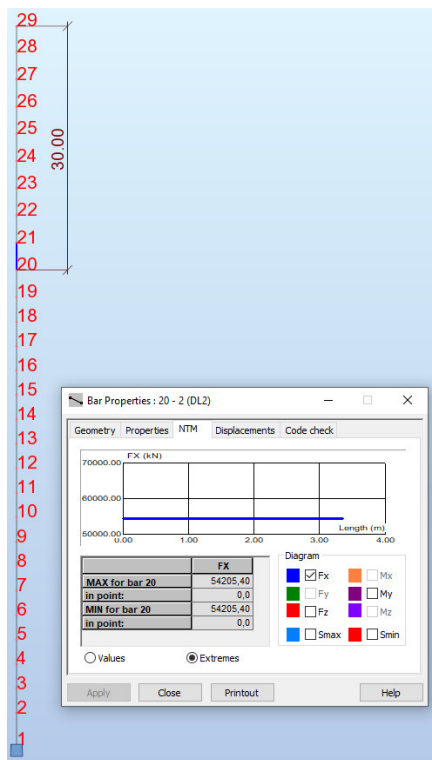 29
28
27
26
25
24
30.00
23
22
21
20
19
18
17
16
15
14
13
12
11
10
9
8
7
6
5
4
3
2
1
Bar Properties : 20 - 2 (DL2)
Geometry Properties NTM Displacements Code check
FX (kN)
70000.00
60000.00
50000.00
Length (m)
0.00 1.00 2.00 3.00 4.00
FX
MAX for bar 20 54205,40
in point: 0,0
MIN for bar 20 54205,40
in point: 0,0
Diagram
Fx Mx
Fy My
Fz Mz
Smax Smin
Values Extremes
Apply Close Printout Help